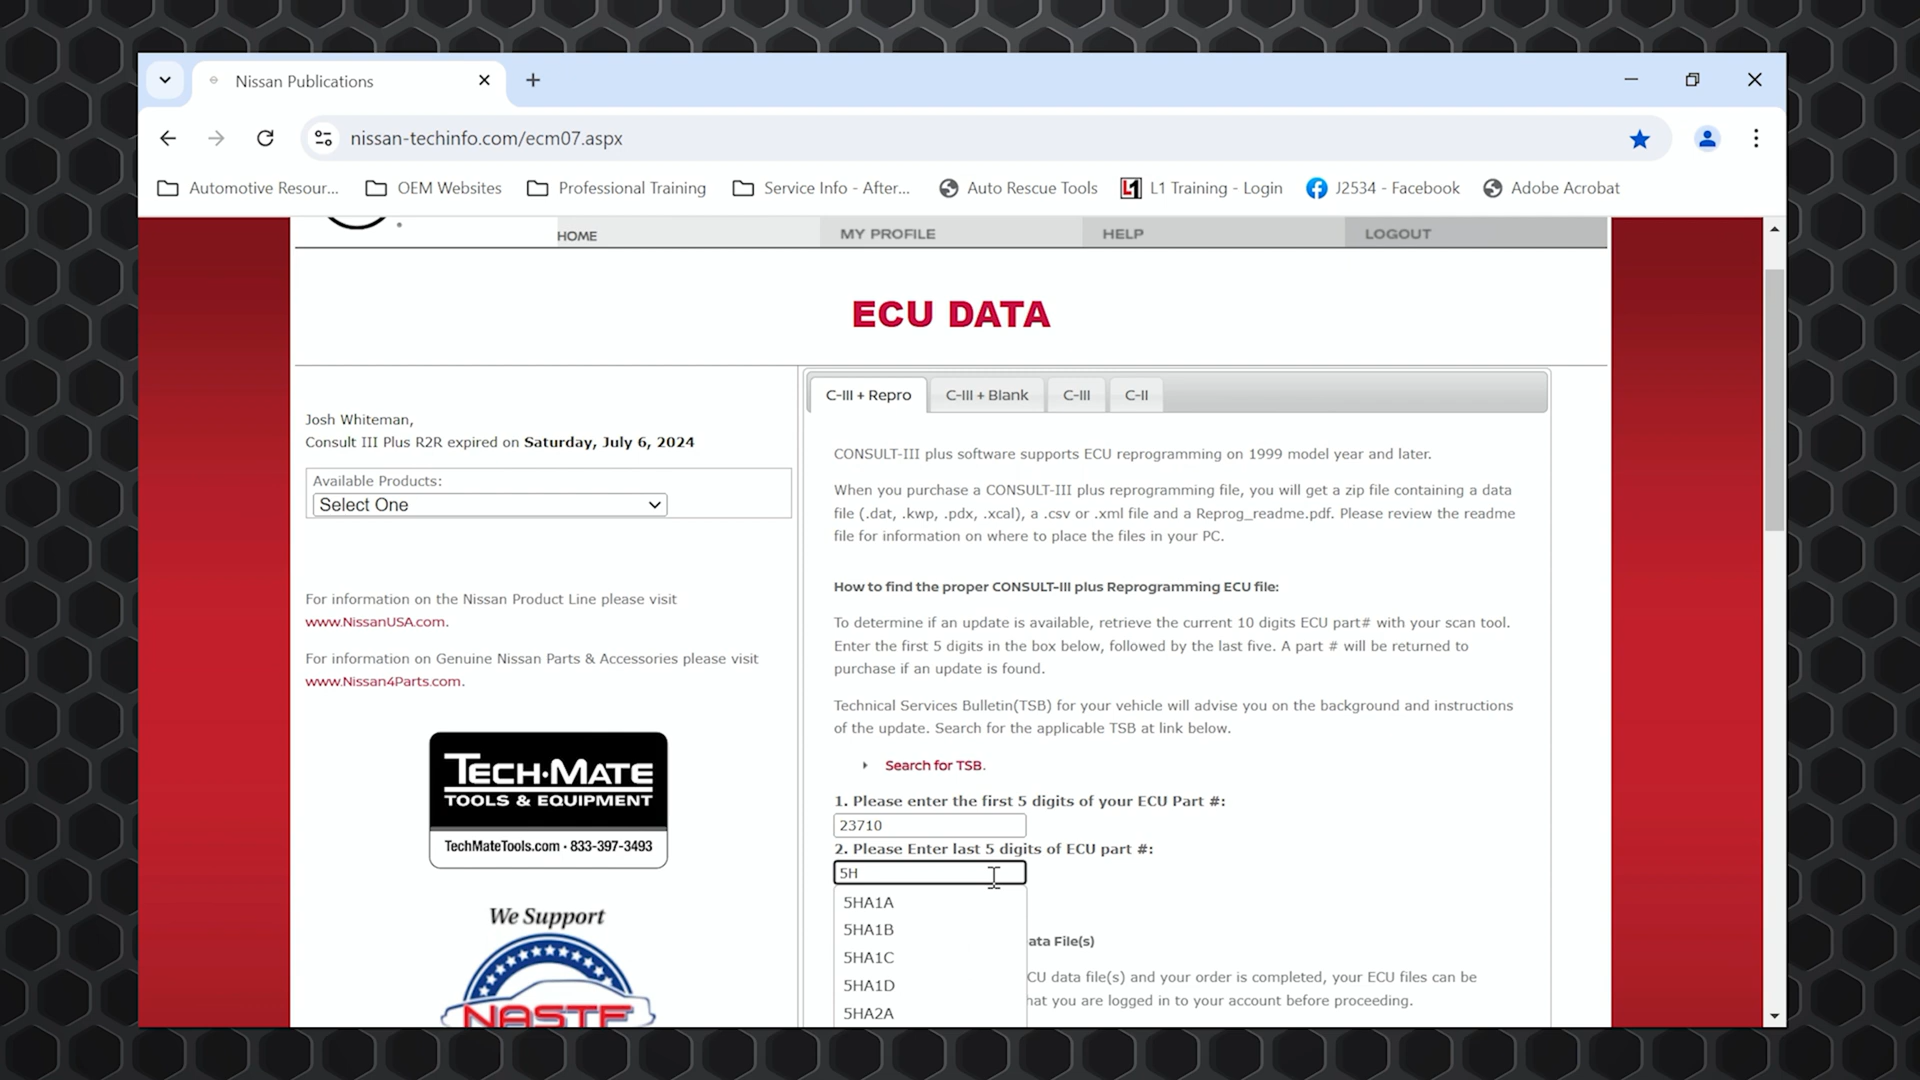 Nissan Publications
nissan-techinfo.com/ecm07.aspx
Automotive Resour...
OEM Websites
Professional Training
Service Info - After...
Auto Rescue Tools
L1 L1 Training - Login
J2534 - Facebook
Adobe Acrobat
HOME
MY PROFILE
HELP
LOGOUT
ECU DATA
Josh Whiteman,
Consult III Plus R2R expired on Saturday, July 6, 2024
Available Products:
Select One
For information on the Nissan Product Line please visit
www.NissanUSA.com.
For information on Genuine Nissan Parts & Accessories please visit
www.Nissan4Parts.com.
TECH·MATE
TOOLS & EQUIPMENT
TechMateTools.com · 833-397-3493
We Support
NASTF
C-III + Repro
C-III + Blank
C-III
C-II
CONSULT-III plus software supports ECU reprogramming on 1999 model year and later.
When you purchase a CONSULT-III plus reprogramming file, you will get a zip file containing a data
file (.dat, .kwp, .pdx, .xcal), a .csv or .xml file and a Reprog_readme.pdf. Please review the readme
file for information on where to place the files in your PC.
How to find the proper CONSULT-III plus Reprogramming ECU file:
To determine if an update is available, retrieve the current 10 digits ECU part# with your scan tool.
Enter the first 5 digits in the box below, followed by the last five. A part # will be returned to
purchase if an update is found.
Technical Services Bulletin(TSB) for your vehicle will advise you on the background and instructions
of the update. Search for the applicable TSB at link below.
Search for TSB.
1. Please enter the first 5 digits of your ECU Part #:
23710
2. Please Enter last 5 digits of ECU part #:
5H
5HA1A
5HA1B
5HA1C
5HA1D
5HA2A
ata File(s)
CU data file(s) and your order is completed, your ECU files can be
hat you are logged in to your account before proceeding.